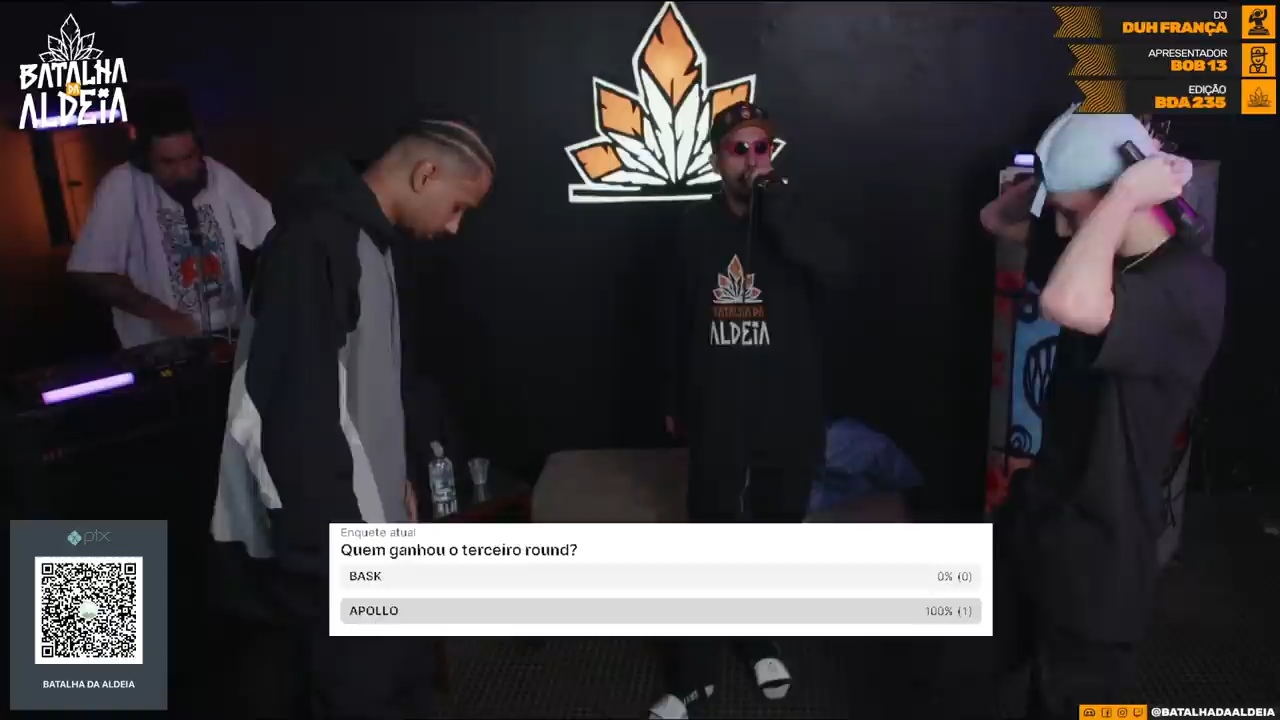 BATALHA
DA
ALDEIA
DJ
DUH FRANÇA
APRESENTADOR
BOB 13
EDIÇÃO
BDA 235
BATALHA DA
ALDEIA
Enquete atual
Quem ganhou o terceiro round?
BASK 0% (0)
APOLLO 100% (1)
pix
BATALHA DA ALDEIA
@BATALHADAALDEIA